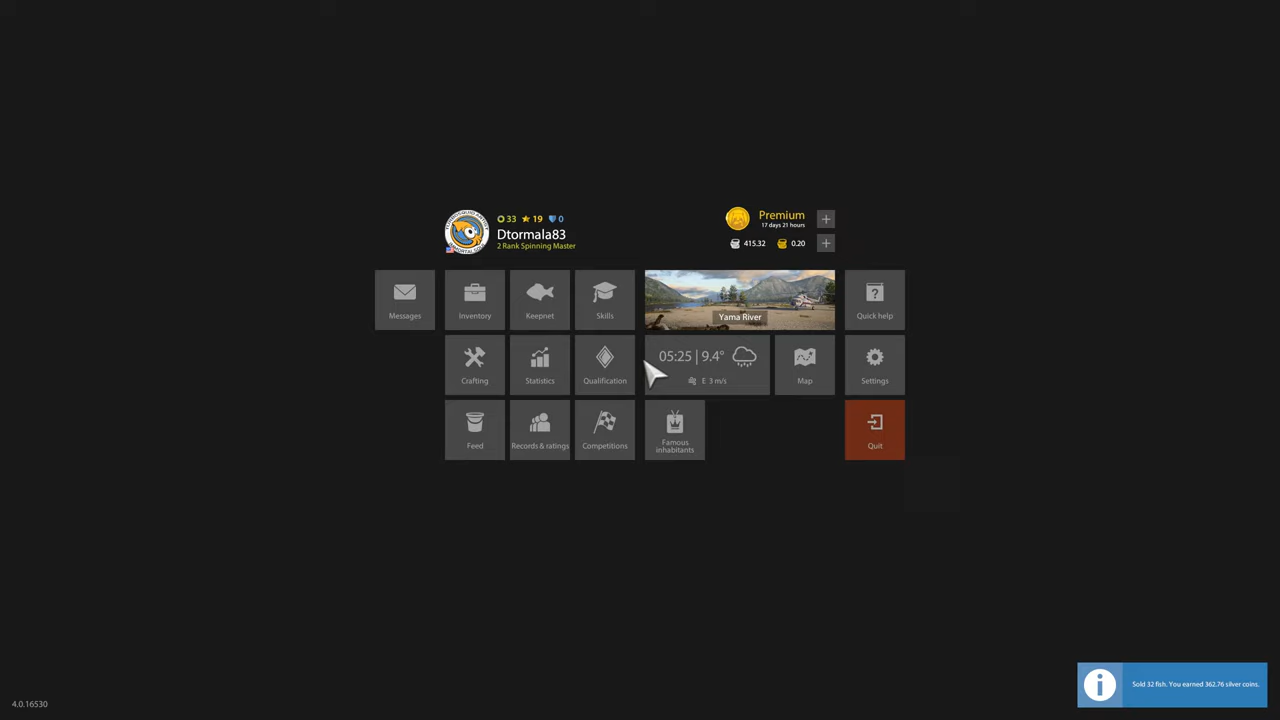 33 19 0
Dtormala83
2 Rank Spinning Master
Premium
17 days 21 hours
415.32 0.20
Messages
Inventory
Keepnet
Skills
Yama River
Quick help
Crafting
Statistics
Qualification
05:25 | 9.4°
E 3 m/s
Map
Settings
Feed
Records & ratings
Competitions
Famous
inhabitants
Quit
Sold 32 fish. You earned 362.76 silver coins.
4.0.16530